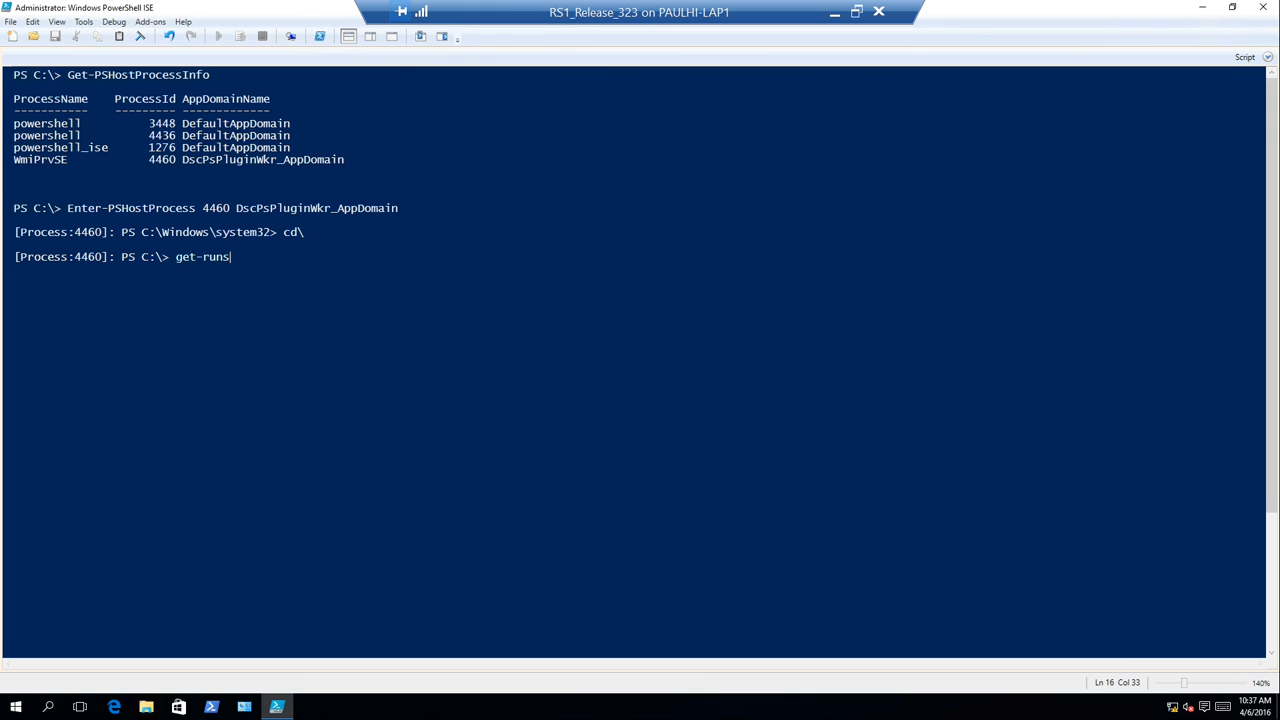 Administrator: Windows PowerShell ISE
RS1_Release_323 on PAULHI-LAP1
File Edit View Tools Debug Add-ons Help
Script
PS C:\> Get-PSHostProcessInfo
ProcessName ProcessId AppDomainName
----------- --------- -------------
powershell 3448 DefaultAppDomain
powershell 4436 DefaultAppDomain
powershell_ise 1276 DefaultAppDomain
WmiPrvSE 4460 DscPsPluginWkr_AppDomain
PS C:\> Enter-PSHostProcess 4460 DscPsPluginWkr_AppDomain
[Process:4460]: PS C:\Windows\system32> cd\
[Process:4460]: PS C:\> get-runs
Ln 16 Col 33 140%
10:37 AM
4/6/2016